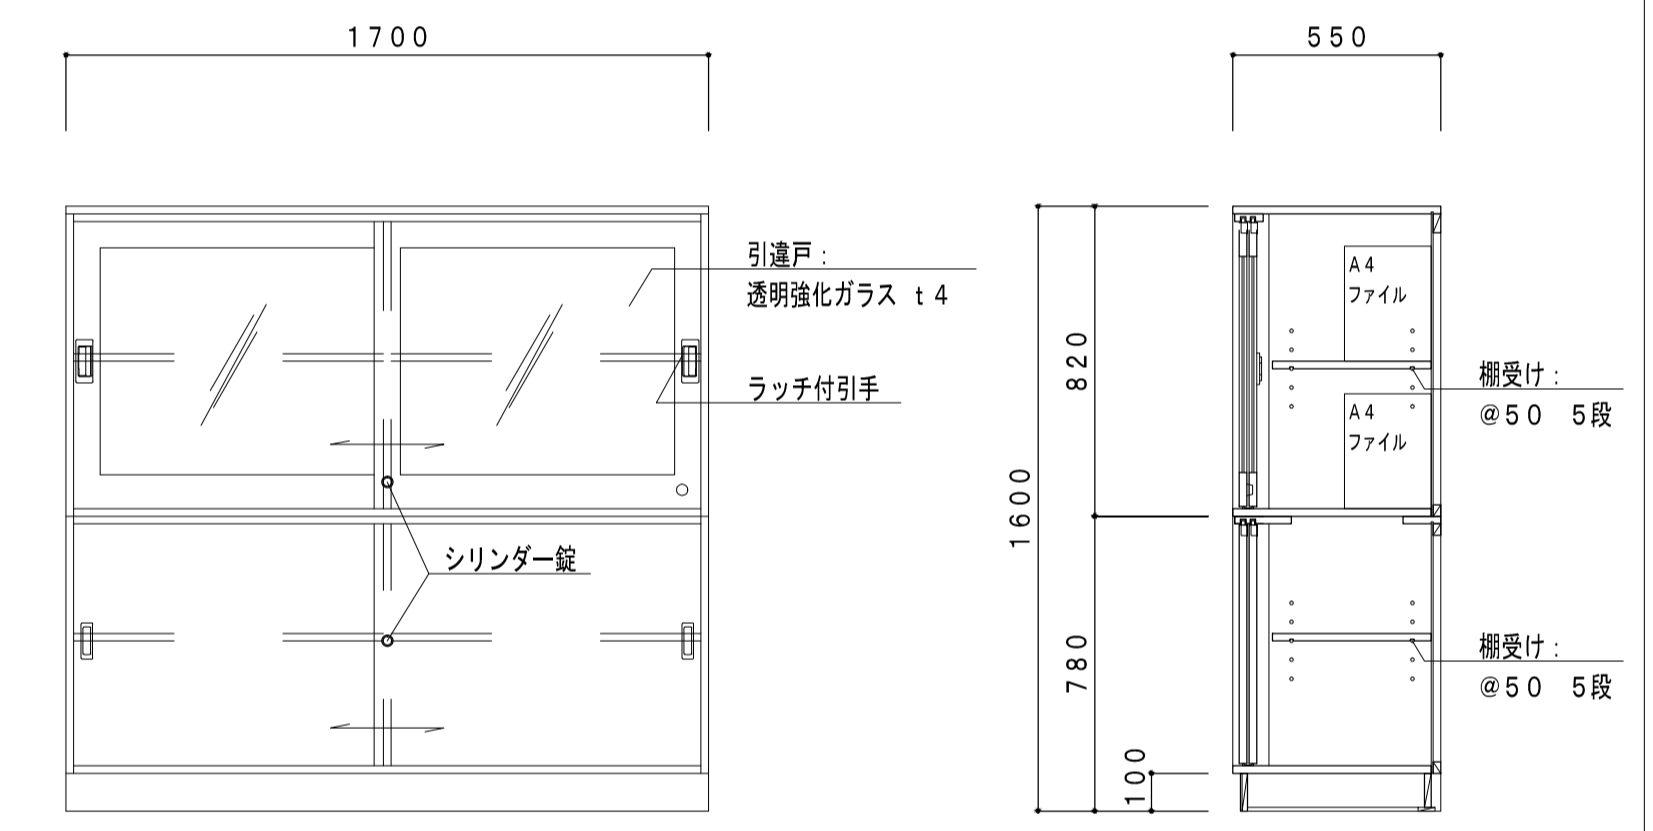 １７００
５５０
引違戸：
透明強化ガラス ｔ４
ラッチ付引手
シリンダー錠
１６００
８２０
７８０
１００
Ａ４
ファイル
Ａ４
ファイル
棚受け：
＠５０　５段
棚受け：
＠５０　５段